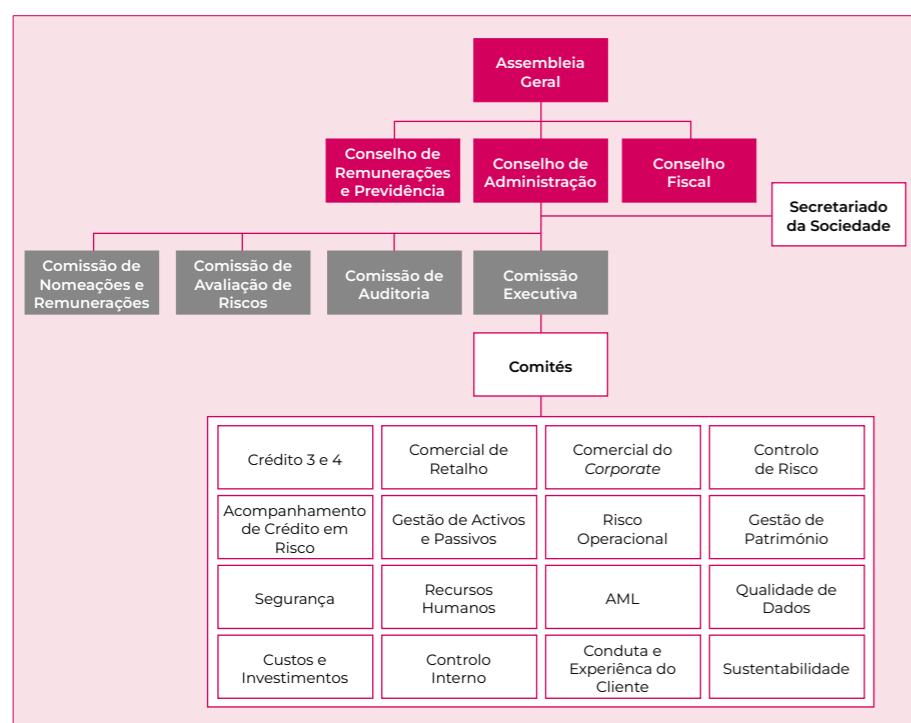 Assembleia
Geral
Conselho de
Remunerações
e Previdência
Conselho de
Administração
Conselho
Fiscal
Secretariado
da Sociedade
Comissão de
Nomeações e
Remunerações
Comissão de
Avaliação de
Riscos
Comissão de
Auditoria
Comissão
Executiva
Comités
Crédito 3 e 4
Comercial de
Retalho
Comercial do
Corporate
Controlo
de Risco
Acompanhamento
de Crédito em
Risco
Gestão de Activos
e Passivos
Risco
Operacional
Gestão de
Património
Segurança
Recursos
Humanos
AML
Qualidade de
Dados
Custos e
Investimentos
Controlo
Interno
Conduta e
Experiênca do
Cliente
Sustentabilidade